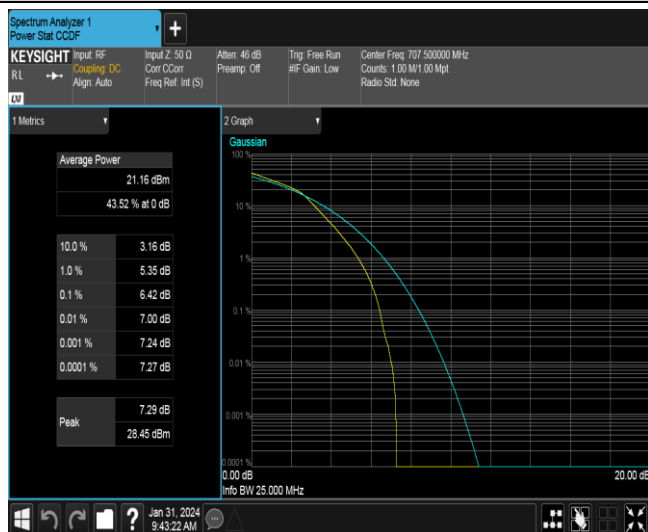 Spectrum Analyzer 1
Power Stat CCDF
KEYSIGHT
RL
LXI
Input: RF
Coupling: DC
Align: Auto
Input Z: 50 Ω
Corr CCorr
Freq Ref: Int (S)
Atten: 46 dB
Preamp: Off
Trig: Free Run
#IF Gain: Low
Center Freq: 707.500000 MHz
Counts: 1.00 M/1.00 Mpt
Radio Std: None
1 Metrics
Average Power
21.16 dBm
43.52 % at 0 dB
10.0 % 3.16 dB
1.0 % 5.35 dB
0.1 % 6.42 dB
0.01 % 7.00 dB
0.001 % 7.24 dB
0.0001 % 7.27 dB
Peak
7.29 dB
28.45 dBm
2 Graph
Gaussian
100 %
10 %
1 %
0.1 %
0.01 %
0.001 %
0.0001 %
0.00 dB 20.00 dB
Info BW 25.000 MHz
?
Jan 31, 2024
9:43:22 AM